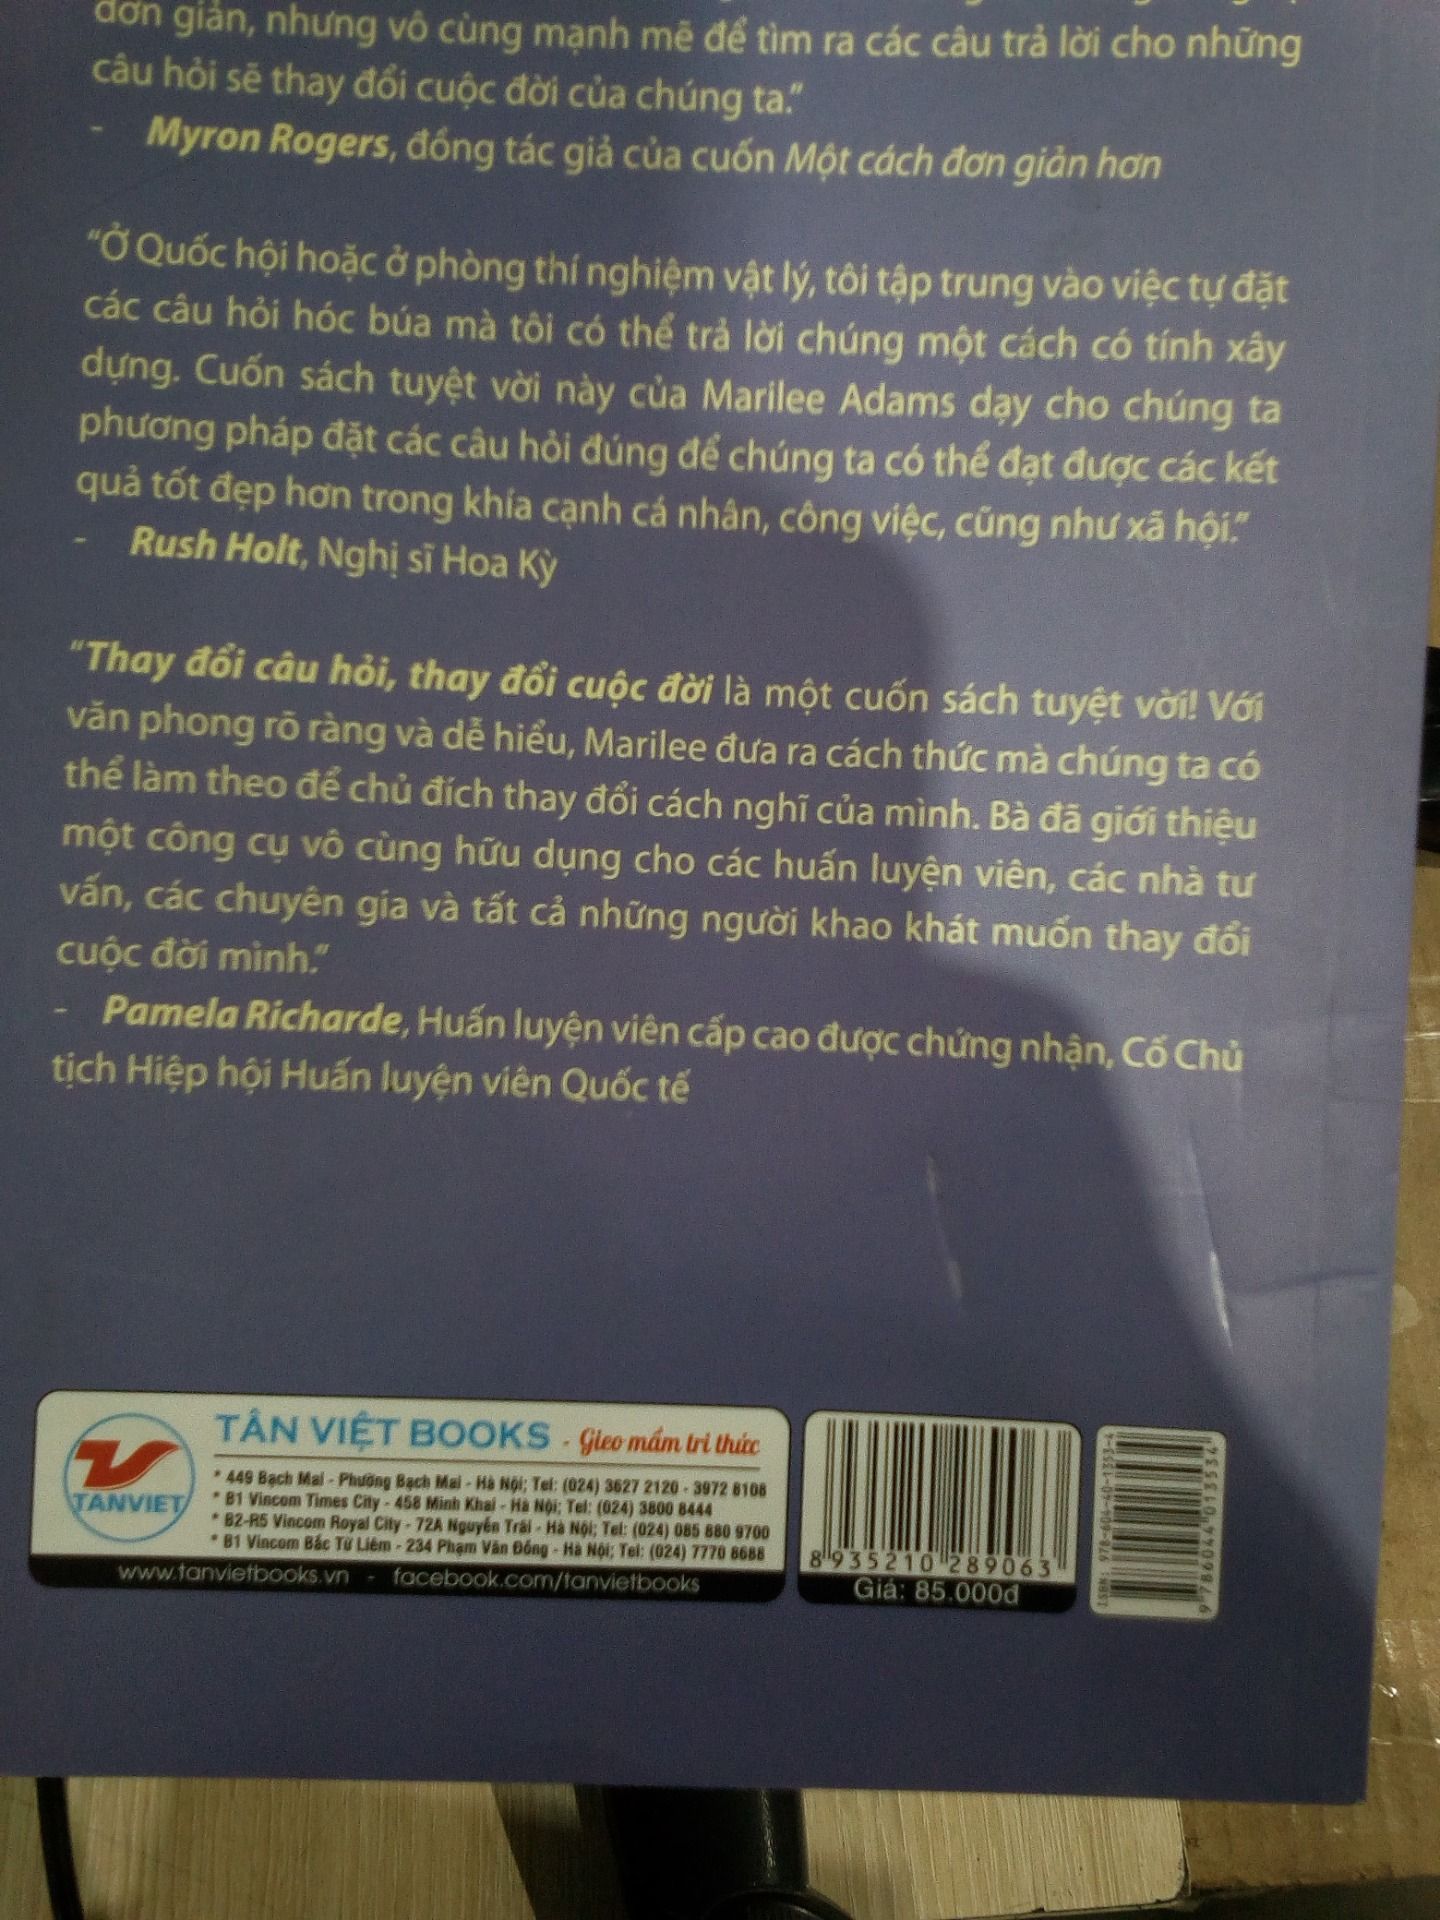 đơn giản, nhưng vô cùng mạnh mẽ để tìm ra các câu trả lời cho những
câu hỏi sẽ thay đổi cuộc đời của chúng ta."
- Myron Rogers, đồng tác giả của cuốn Một cách đơn giản hơn
"Ở Quốc hội hoặc ở phòng thí nghiệm vật lý, tôi tập trung vào việc tự đặt
các câu hỏi hóc búa mà tôi có thể trả lời chúng một cách có tính xây
dựng. Cuốn sách tuyệt vời này của Marilee Adams dạy cho chúng ta
phương pháp đặt các câu hỏi đúng để chúng ta có thể đạt được các kết
quả tốt đẹp hơn trong khía cạnh cá nhân, công việc, cũng như xã hội."
- Rush Holt, Nghị sĩ Hoa Kỳ
"Thay đổi câu hỏi, thay đổi cuộc đời là một cuốn sách tuyệt vời! Với
văn phong rõ ràng và dễ hiểu, Marilee đưa ra cách thức mà chúng ta có
thể làm theo để chủ đích thay đổi cách nghĩ của mình. Bà đã giới thiệu
một công cụ vô cùng hữu dụng cho các huấn luyện viên, các nhà tư
vấn, các chuyên gia và tất cả những người khao khát muốn thay đổi
cuộc đời mình."
- Pamela Richarde, Huấn luyện viên cấp cao được chứng nhận, Cố Chủ
tịch Hiệp hội Huấn luyện viên Quốc tế
TÂN VIỆT BOOKS - Gieo mầm tri thức
* 449 Bạch Mai - Phường Bạch Mai - Hà Nội; Tel: (024) 3627 2120 - 3972 8108
* B1 Vincom Times City - 458 Minh Khai - Hà Nội; Tel: (024) 3800 8444
* B2-R5 Vincom Royal City - 72A Nguyễn Trãi - Hà Nội; Tel: (024) 085 880 9700
* B1 Vincom Bắc Từ Liêm - 234 Phạm Văn Đồng - Hà Nội; Tel: (024) 7770 8688
TANVIET
www.tanvietbooks.vn - facebook.com/tanvietbooks
8 935210 289063
Giá: 85.000đ
ISBN: 978-604-40-1353-4
9 786044 013534